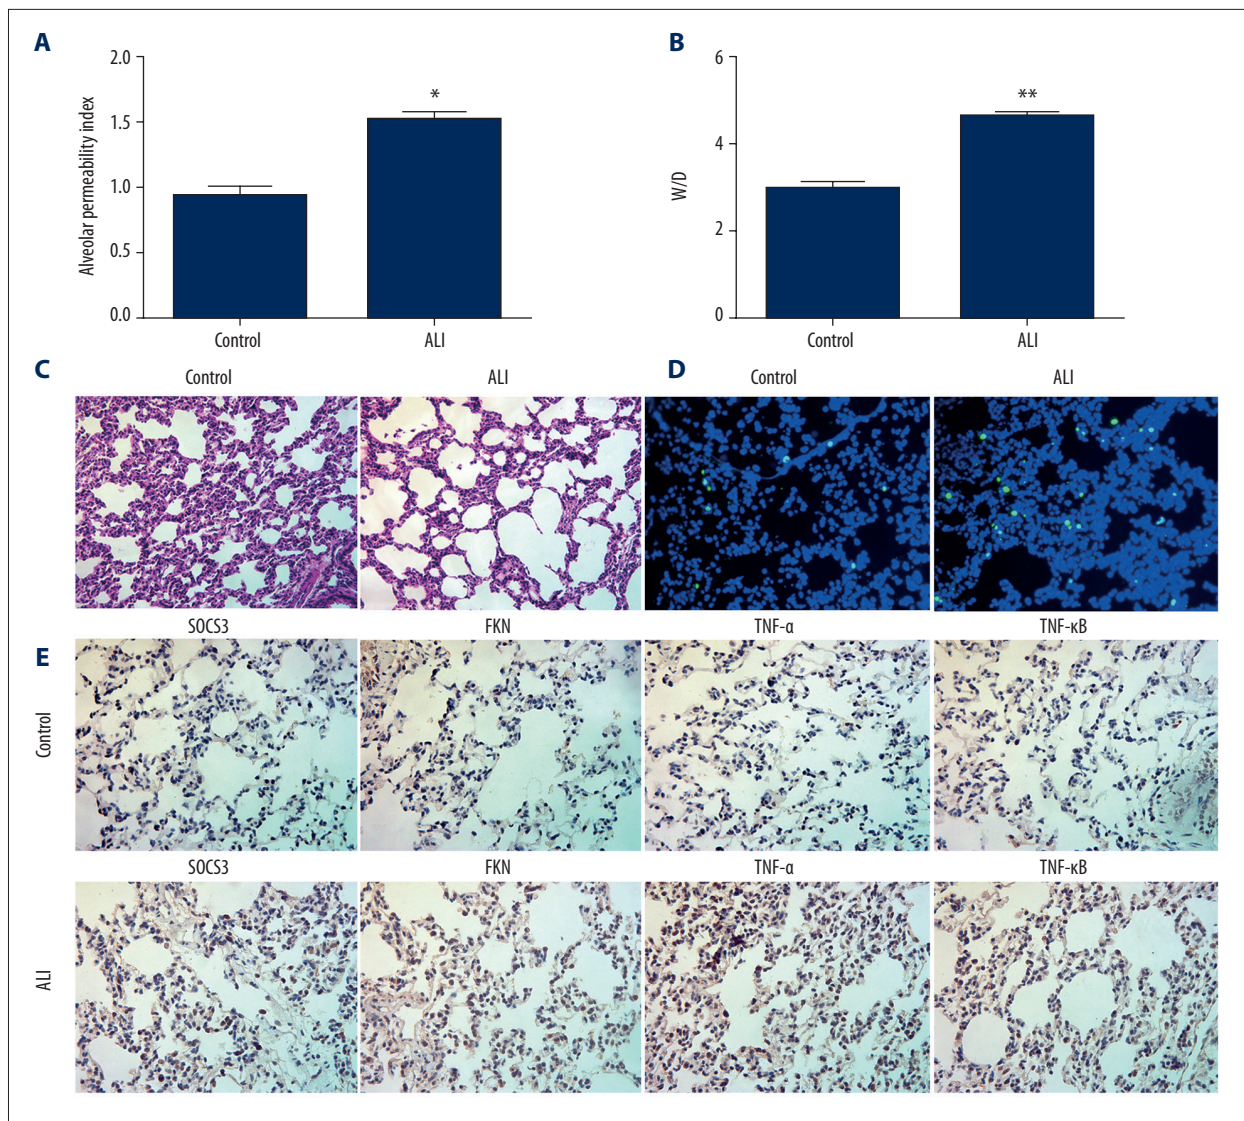 A
Alveolar permeability index
2.0
1.5
1.0
0.5
0.0
*
Control
ALI
B
W/D
6
4
2
0
**
Control
ALI
C
Control
ALI
D
Control
ALI
E
SOCS3
FKN
TNF-α
TNF-κB
Control
SOCS3
FKN
TNF-α
TNF-κB
ALI